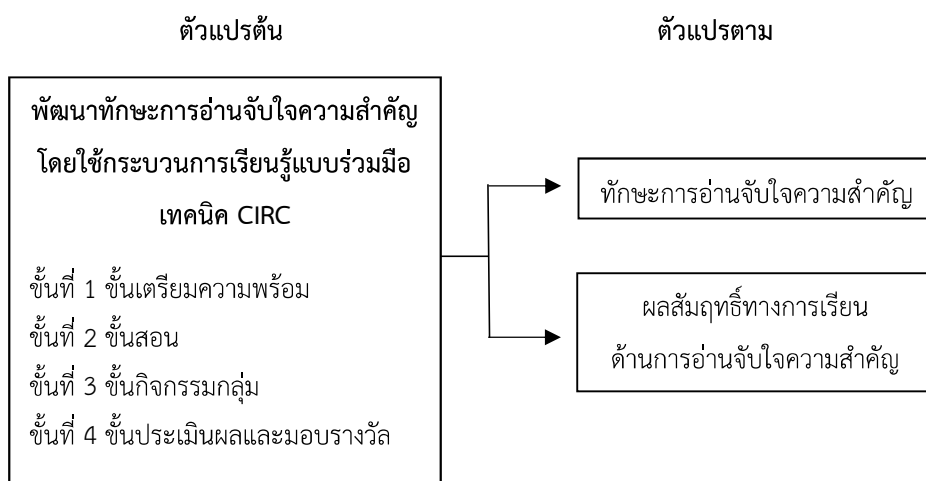 ตัวแปรต้น
ตัวแปรตาม
พัฒนาทักษะการอ่านจับใจความสำคัญ
โดยใช้กระบวนการเรียนรู้แบบร่วมมือ
เทคนิค CIRC
ขั้นที่ 1 ขั้นเตรียมความพร้อม
ขั้นที่ 2 ขั้นสอน
ขั้นที่ 3 ขั้นกิจกรรมกลุ่ม
ขั้นที่ 4 ขั้นประเมินผลและมอบรางวัล
ทักษะการอ่านจับใจความสำคัญ
ผลสัมฤทธิ์ทางการเรียน
ด้านการอ่านจับใจความสำคัญ